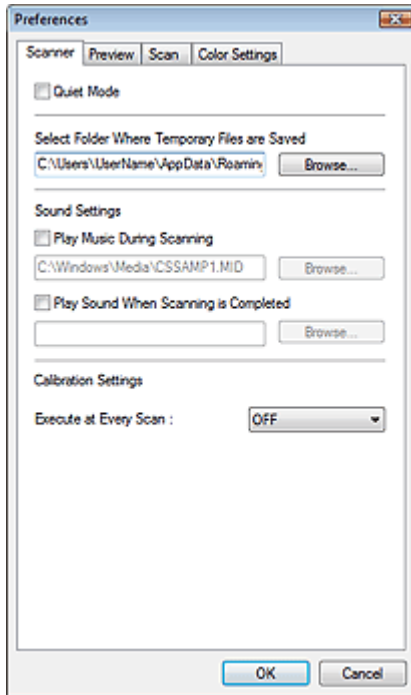 Preferences
Scanner Preview Scan Color Settings
Quiet Mode
Select Folder Where Temporary Files are Saved
C:\Users\UserName\AppData\Roaming Browse...
Sound Settings
Play Music During Scanning
C:\Windows\Media\CSSAMP1.MID Browse...
Play Sound When Scanning is Completed
Browse...
Calibration Settings
Execute at Every Scan : OFF
OK Cancel